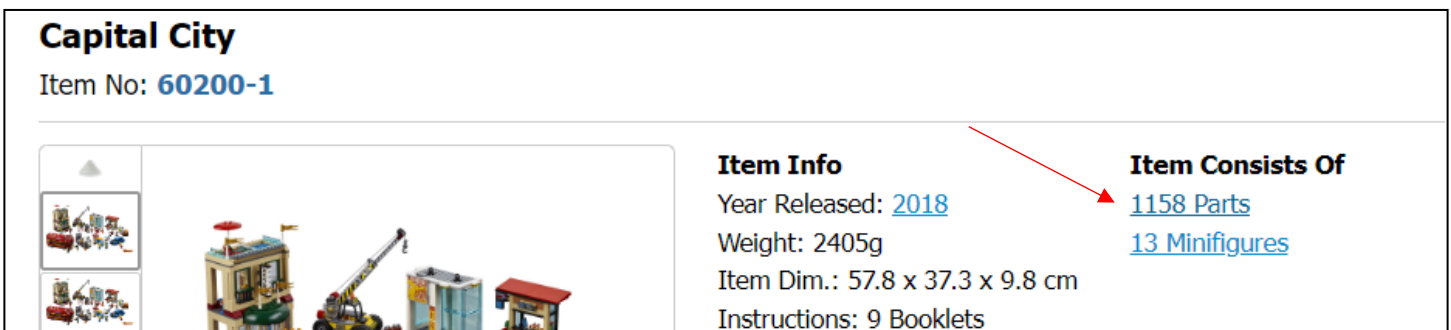 Capital City
Item No: 60200-1
Item Info
Year Released: 2018
Weight: 2405g
Item Dim.: 57.8 x 37.3 x 9.8 cm
Instructions: 9 Booklets
Item Consists Of
1158 Parts
13 Minifigures